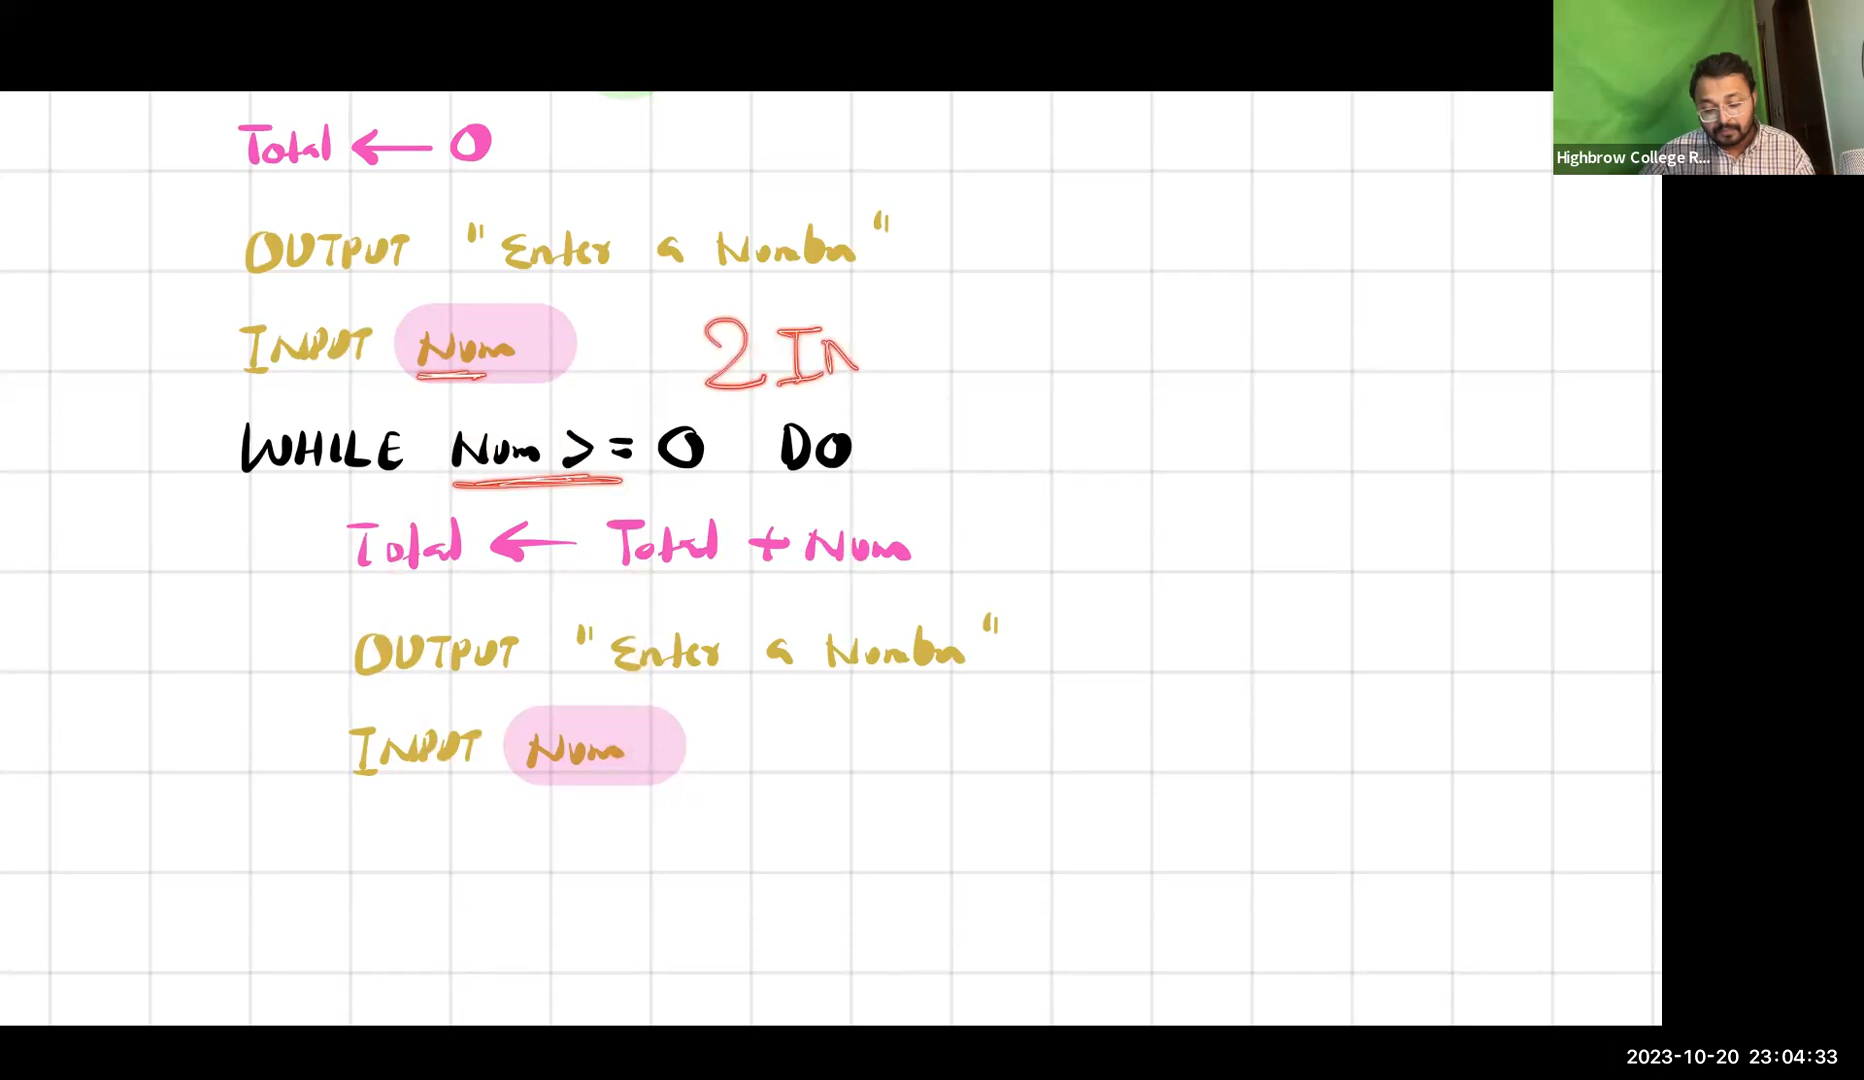 Highbrow College R...
Total ← 0
OUTPUT "Enter a Number"
INPUT Num
2 IN
WHILE Num >= 0 DO
Total ← Total + Num
OUTPUT "Enter a Number"
INPUT Num
2023-10-20 23:04:33